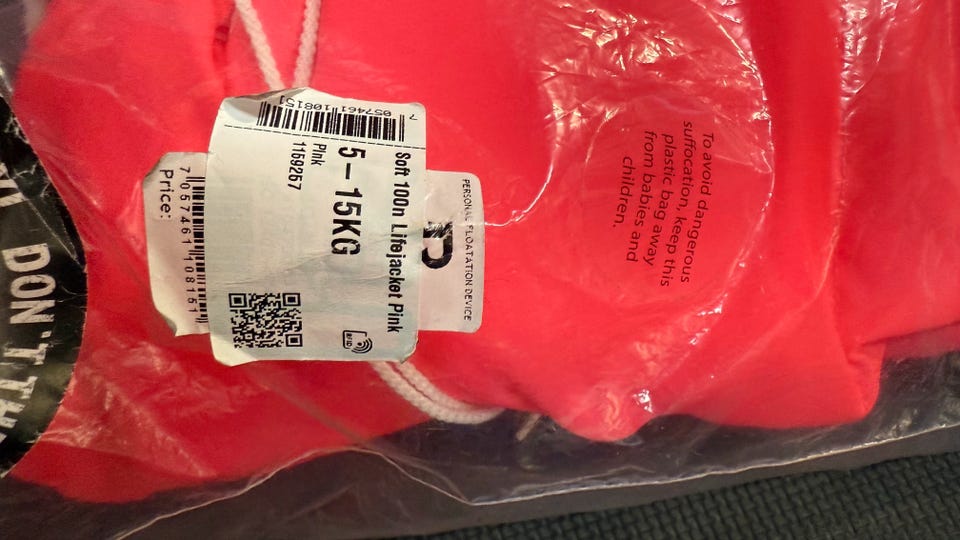 DON'T
PERSONAL FLOATATION DEVICE
Soft 100n Lifejacket Pink
5 – 15KG
Pink
7 057461 108151
7 057461 108151
Price:
To avoid dangerous
suffocation, keep this
plastic bag away
from babies and
children.